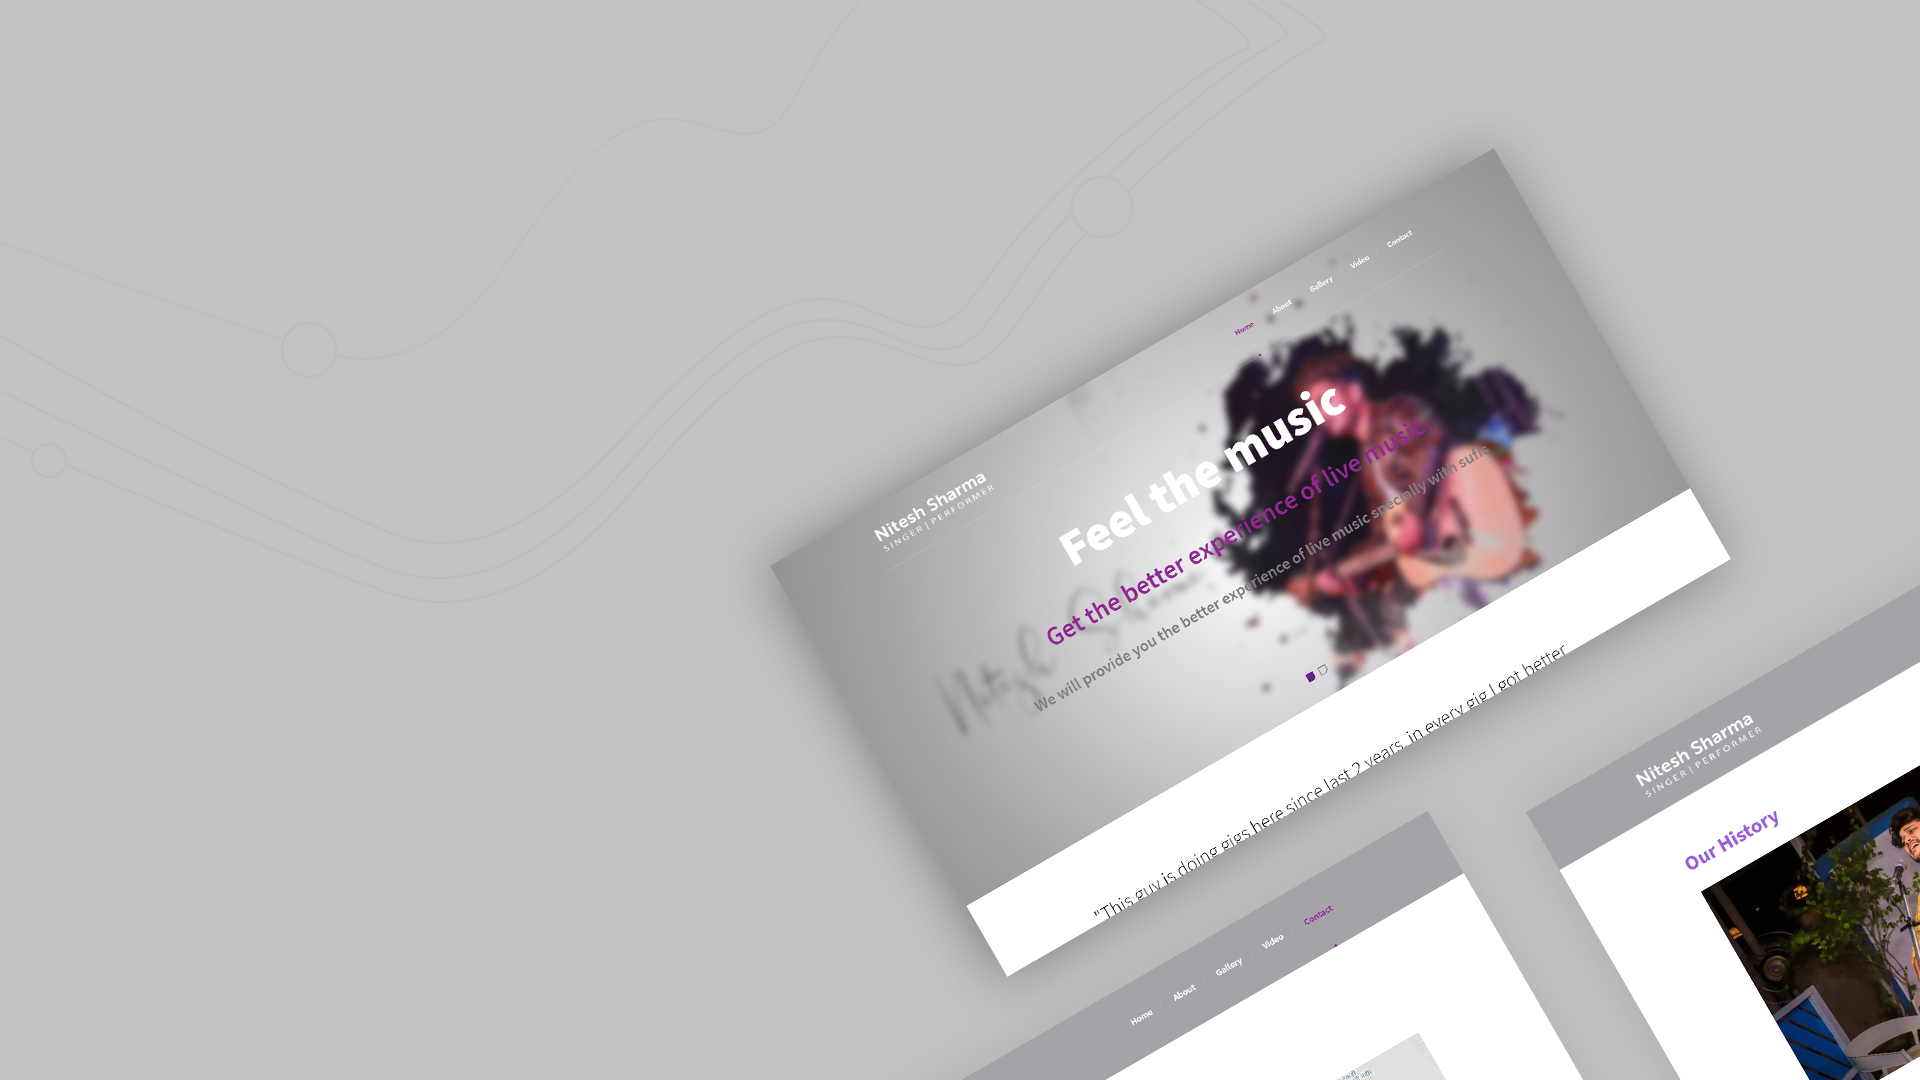 Home
About
Gallery
Video
Contact
Nitesh Sharma
SINGER | PERFORMER
Feel the music
Get the better experience of live music
We will provide you the better experience of live music specially with sufis
Nitesh Sharma
"This guy is doing gigs here since last 2 years, in every gig I got better
Home
About
Gallery
Video
Contact
Nitesh Sharma
SINGER | PERFORMER
Our History